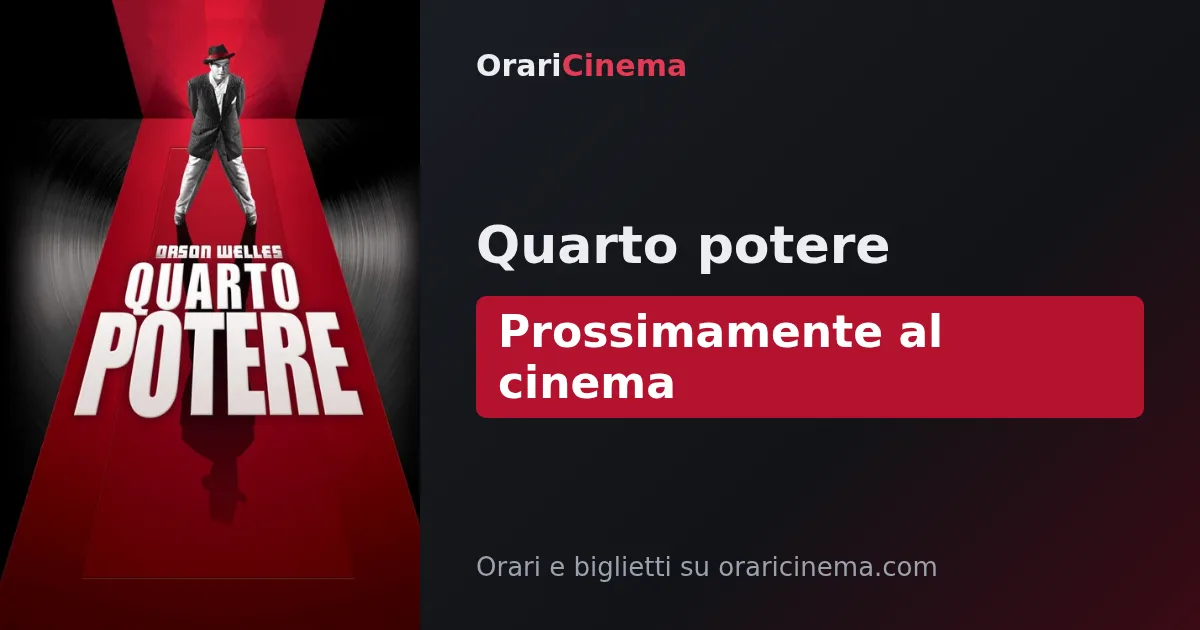 ORSON WELLES
QUARTO
POTERE
OrariCinema
Quarto potere
Prossimamente al
cinema
Orari e biglietti su oraricinema.com